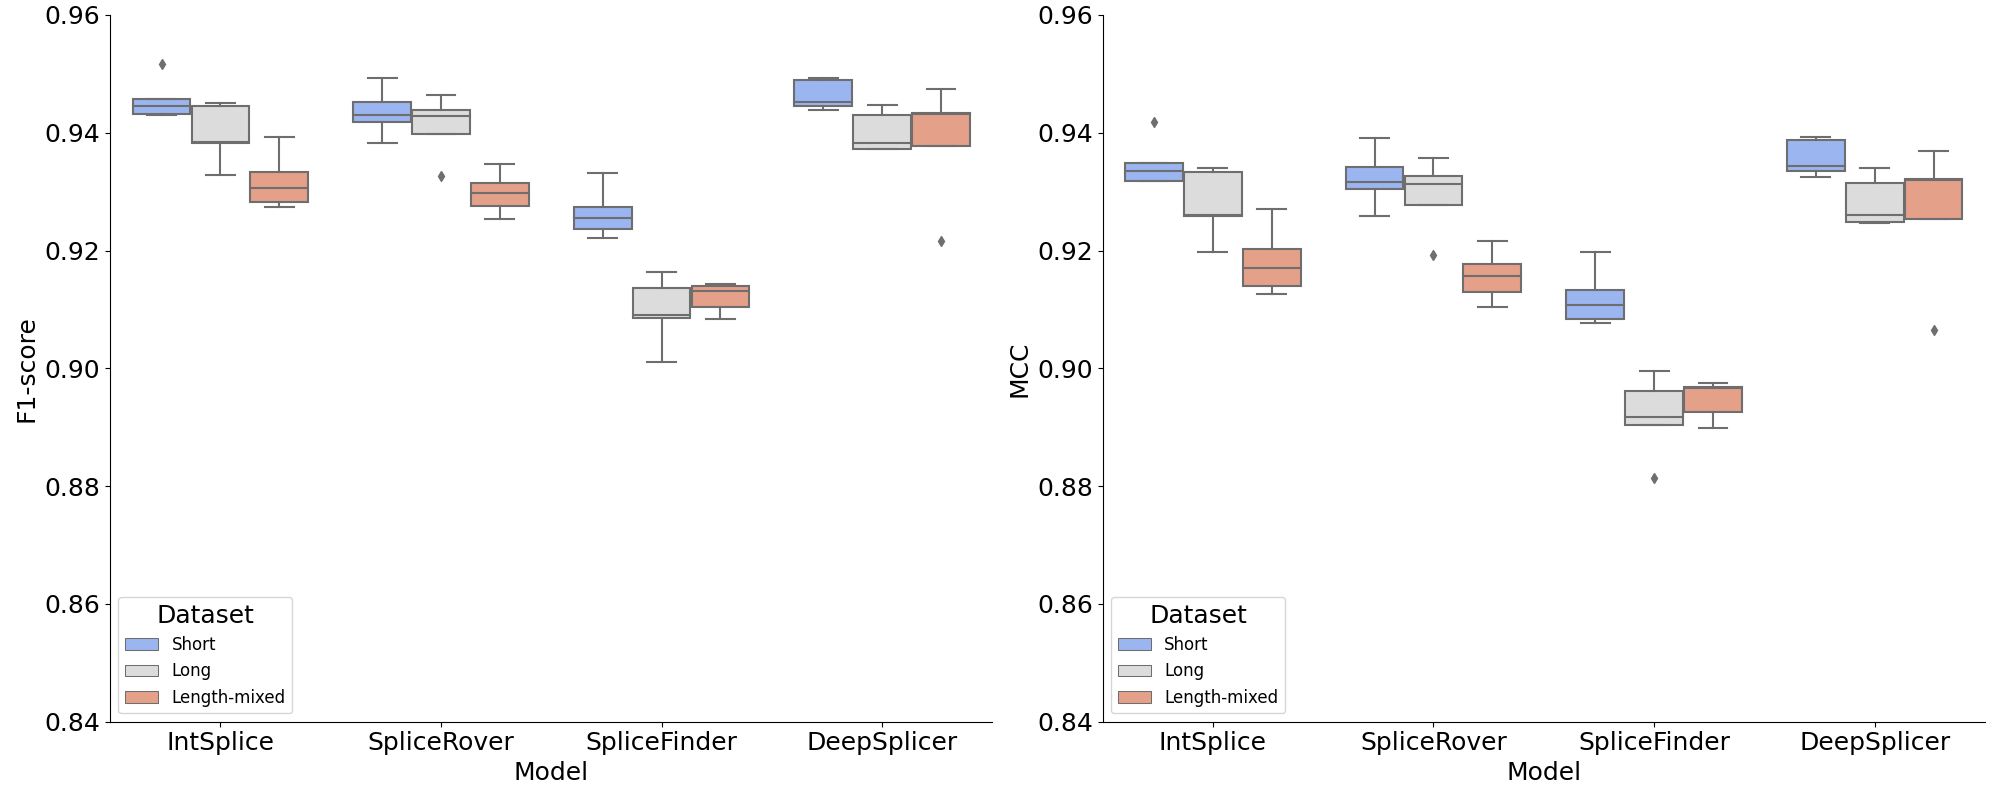 0.96
0.94
0.92
0.90
0.88
0.86
0.84
F1-score
Dataset
Short
Long
Length-mixed
IntSplice SpliceRover SpliceFinder DeepSplicer
Model
0.96
0.94
0.92
0.90
0.88
0.86
0.84
MCC
Dataset
Short
Long
Length-mixed
IntSplice SpliceRover SpliceFinder DeepSplicer
Model